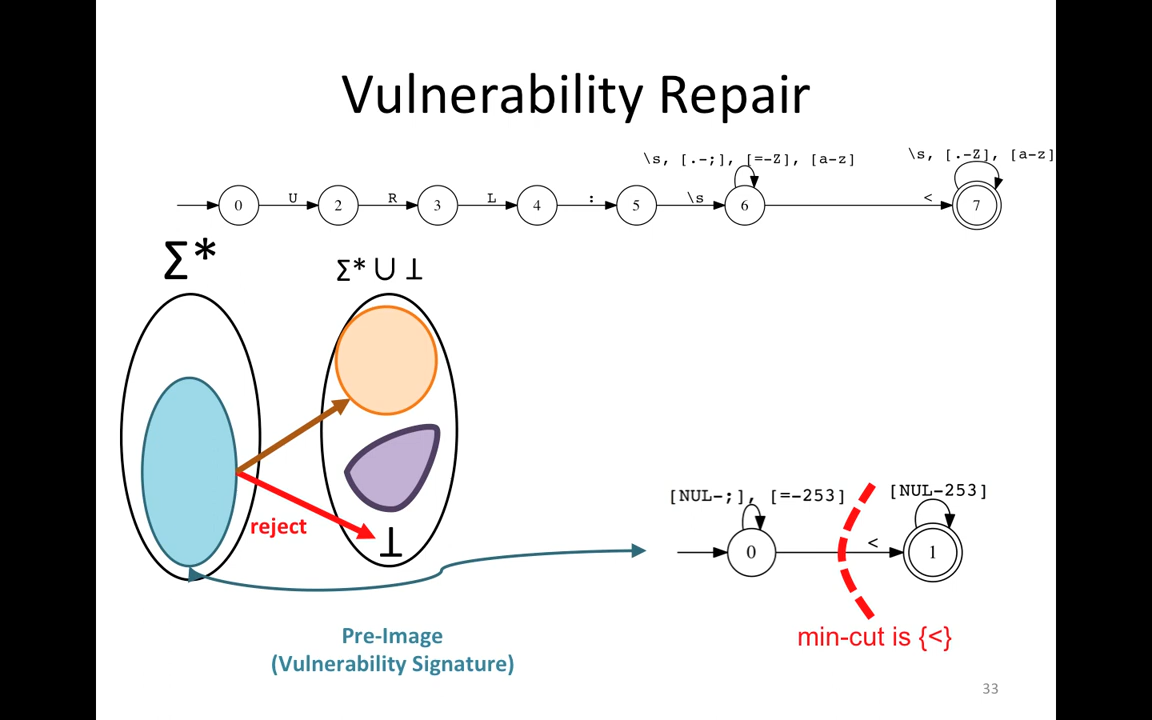 Vulnerability Repair
\s, [.-;], [=-Z], [a-z]
\s, [.-Z], [a-z]
0 U 2 R 3 L 4 : 5 \s 6 < 7
Σ*
Σ* ∪ ⊥
reject
⊥
[NUL-;], [=-253]
[NUL-253]
0 < 1
min-cut is {<}
Pre-Image
(Vulnerability Signature)
33